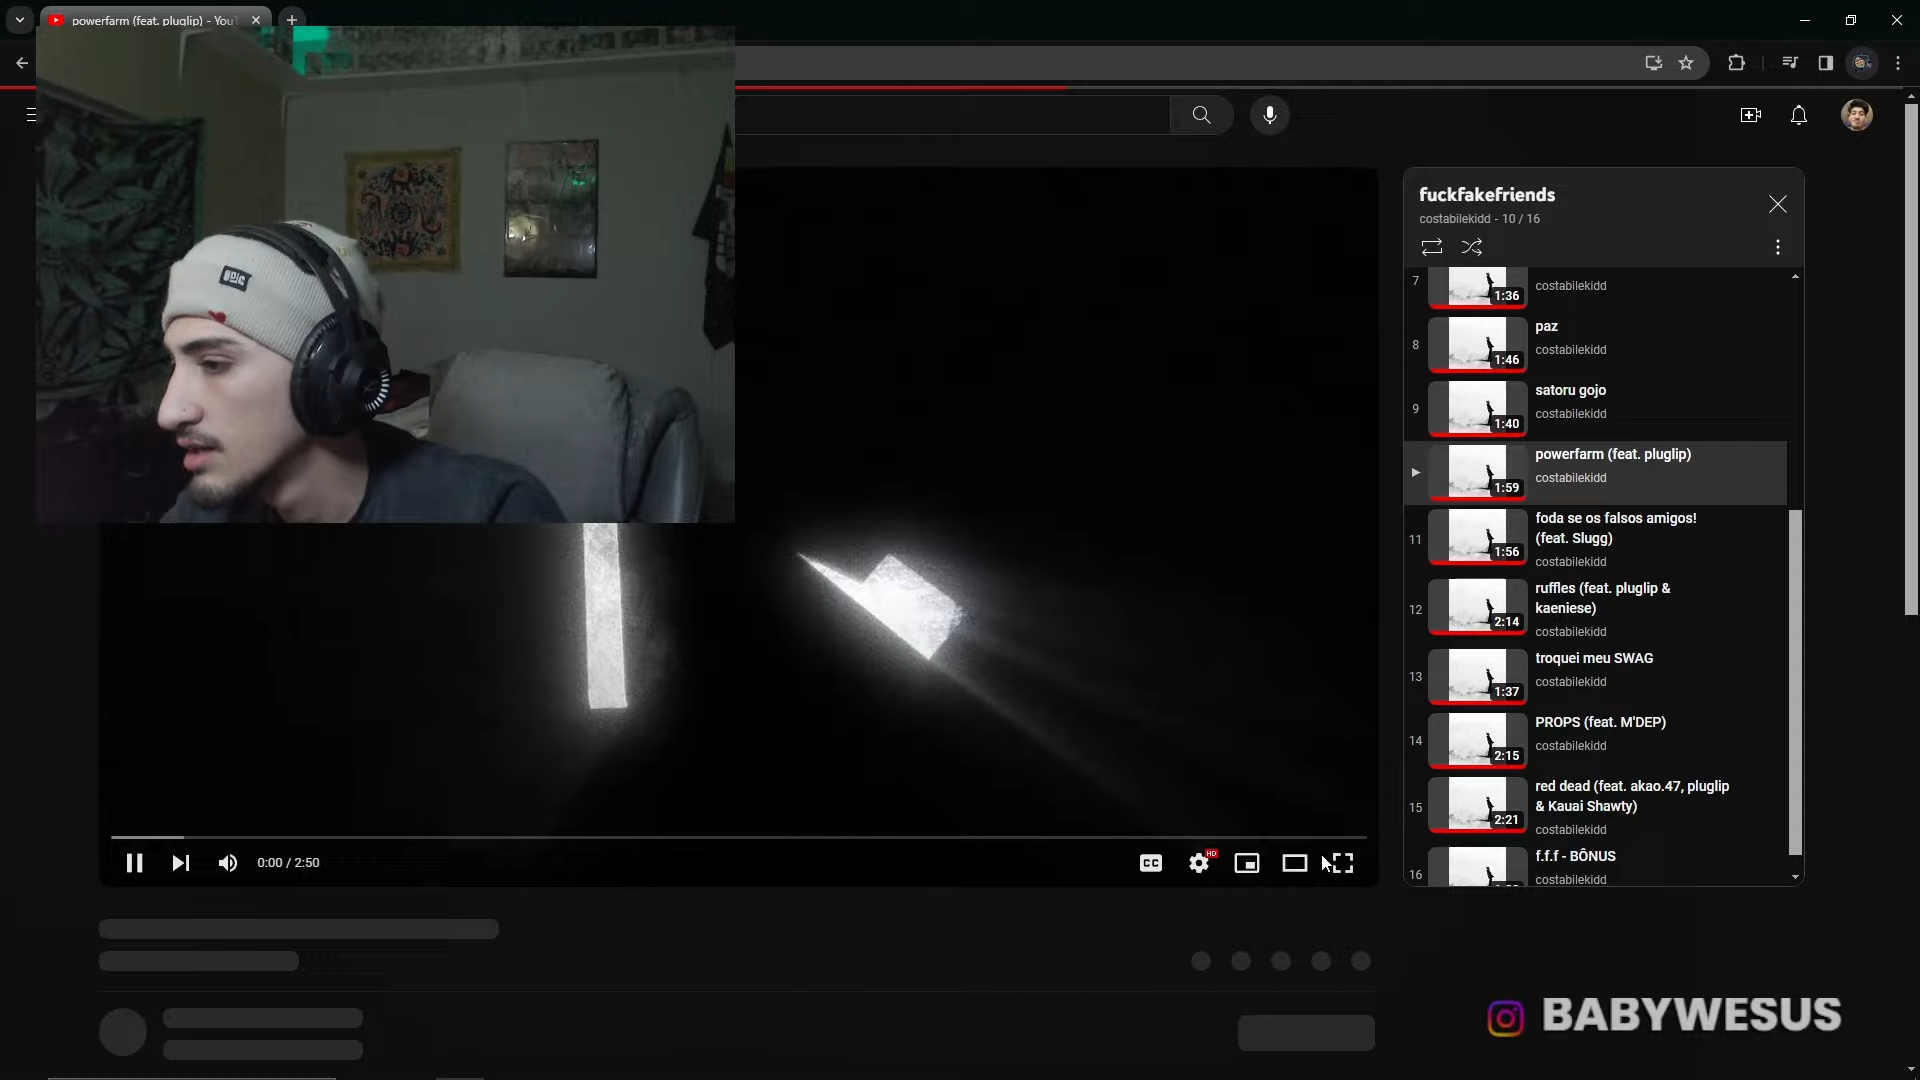 powerfarm (feat. pluglip) - YouT
fuckfakefriends
costabilekidd - 10 / 16
7
1:36
costabilekidd
8
1:46
paz
costabilekidd
9
1:40
satoru gojo
costabilekidd
1:59
powerfarm (feat. pluglip)
costabilekidd
11
1:56
foda se os falsos amigos!
(feat. Slugg)
costabilekidd
12
2:14
ruffles (feat. pluglip &
kaeniese)
costabilekidd
13
1:37
troquei meu SWAG
costabilekidd
14
2:15
PROPS (feat. M'DEP)
costabilekidd
15
2:21
red dead (feat. akao.47, pluglip
& Kauai Shawty)
costabilekidd
16
f.f.f - BÔNUS
costabilekidd
0:00 / 2:50
CC
HD
BABYWESUS